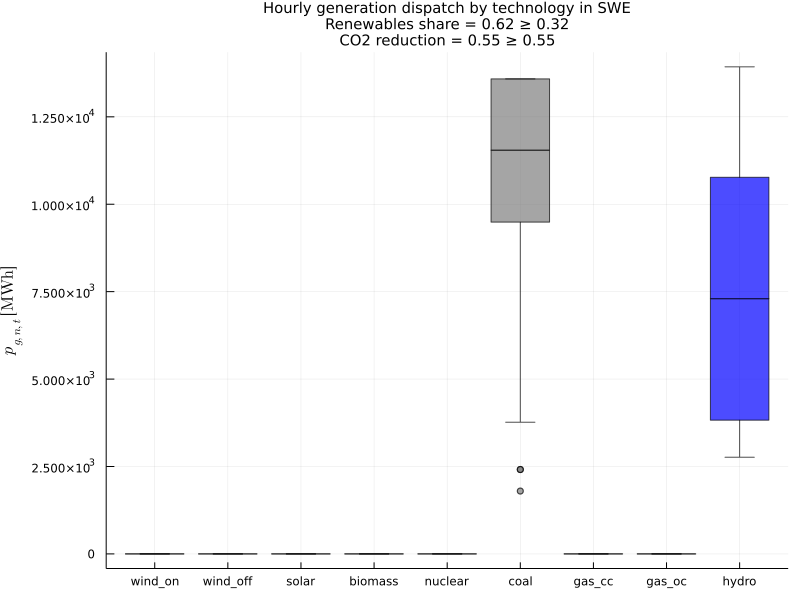 Hourly generation dispatch by technology in SWE
Renewables share = 0.62 ≥ 0.32
CO2 reduction = 0.55 ≥ 0.55
p_{g,n,t} [MWh]
1.250×10⁴
1.000×10⁴
7.500×10³
5.000×10³
2.500×10³
0
wind_on wind_off solar biomass nuclear coal gas_cc gas_oc hydro